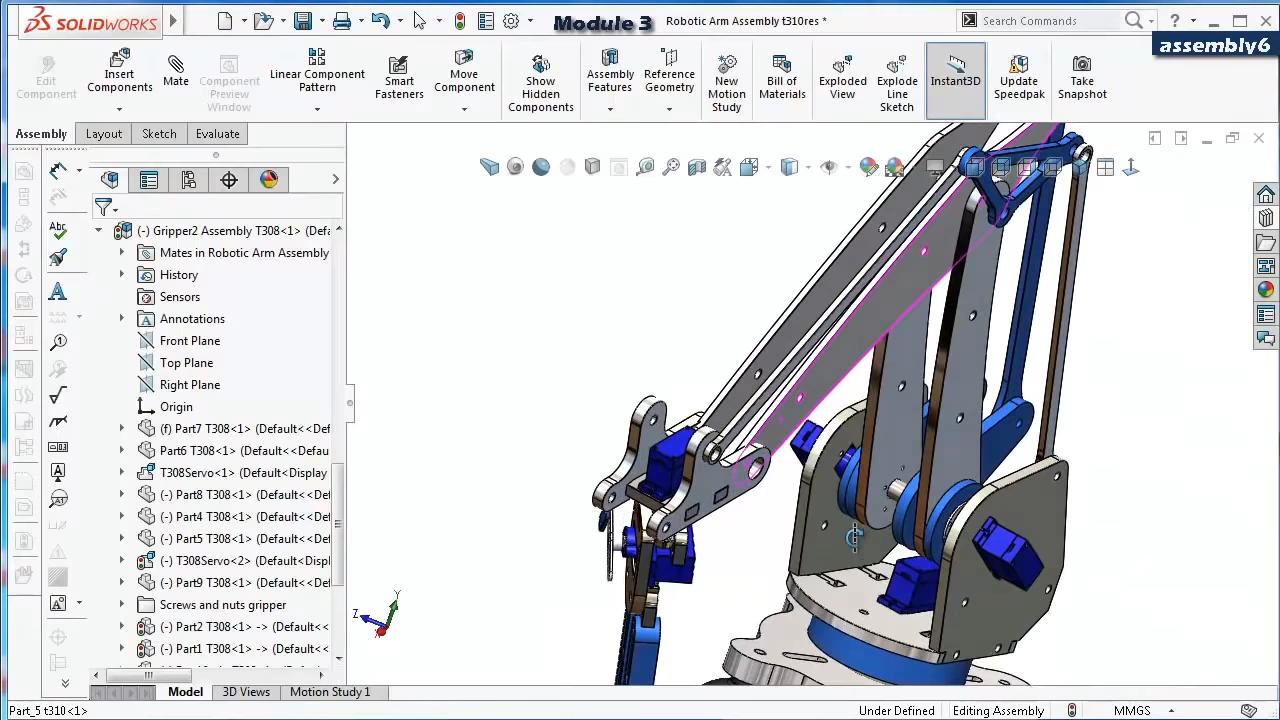 SOLIDWORKS
Module 3
Robotic Arm Assembly t310res *
Search Commands
?
assembly6
Edit Component
Insert Components
Mate
Component Preview Window
Linear Component Pattern
Smart Fasteners
Move Component
Show Hidden Components
Assembly Features
Reference Geometry
New Motion Study
Bill of Materials
Exploded View
Explode Line Sketch
Instant3D
Update Speedpak
Take Snapshot
Assembly
Layout
Sketch
Evaluate
(-) Gripper2 Assembly T308<1> (Defa
Mates in Robotic Arm Assembly
History
Sensors
Annotations
Front Plane
Top Plane
Right Plane
Origin
(f) Part7 T308<1> (Default<<Def
Part6 T308<1> (Default<<Def
T308Servo<1> (Default<Display
(-) Part8 T308<1> (Default<<Def
(-) Part4 T308<1> (Default<<Def
(-) Part5 T308<1> (Default<<Def
T308Servo<2> (Default<Displ
(-) Part9 T308<1> (Default<<Def
Screws and nuts gripper
(-) Part2 T308<1> -> (Default<<
(-) Part1 T308<1> -> (Default<<
Y
Z
Model
3D Views
Motion Study 1
Part_5 t310<1>
Under Defined
Editing Assembly
MMGS